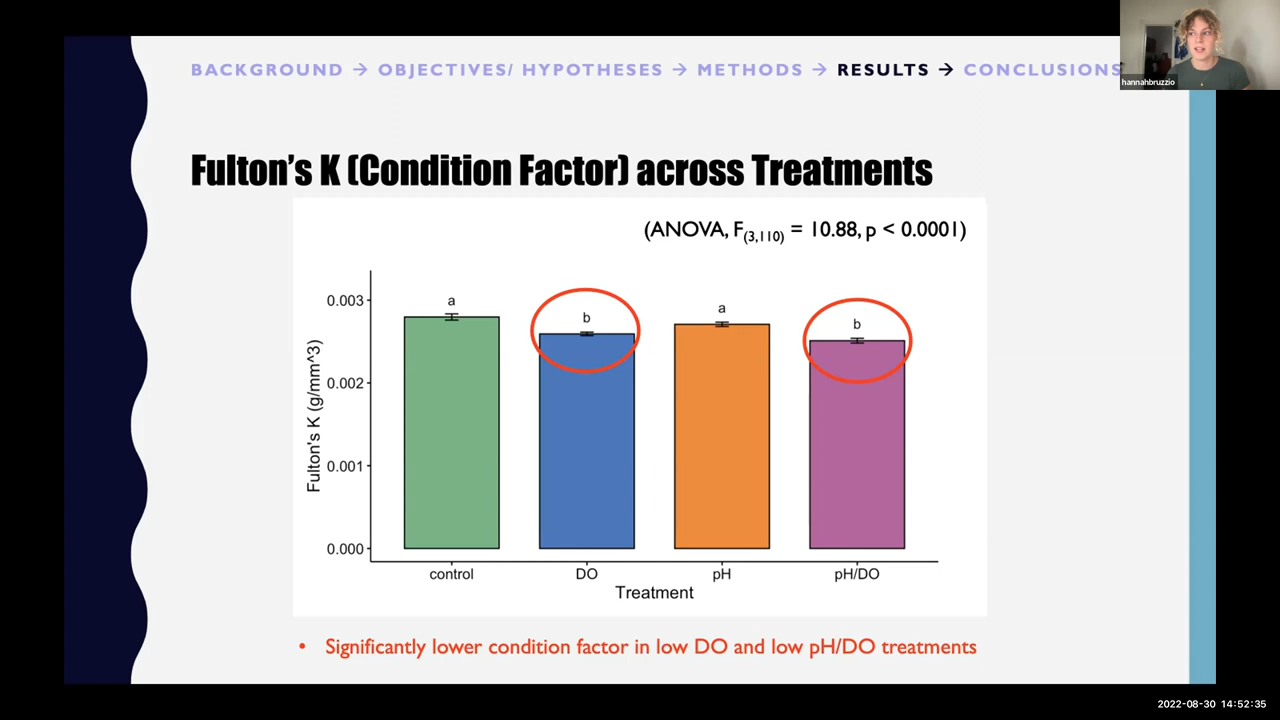 BACKGROUND → OBJECTIVES/ HYPOTHESES → METHODS → RESULTS → CONCLUSIONS
hannahbruzzio
Fulton's K (Condition Factor) across Treatments
(ANOVA, F(3,110) = 10.88, p < 0.0001)
Fulton's K (g/mm^3)
0.003
0.002
0.001
0.000
a
b
a
b
control
DO
pH
pH/DO
Treatment
• Significantly lower condition factor in low DO and low pH/DO treatments
2022-08-30 14:52:35